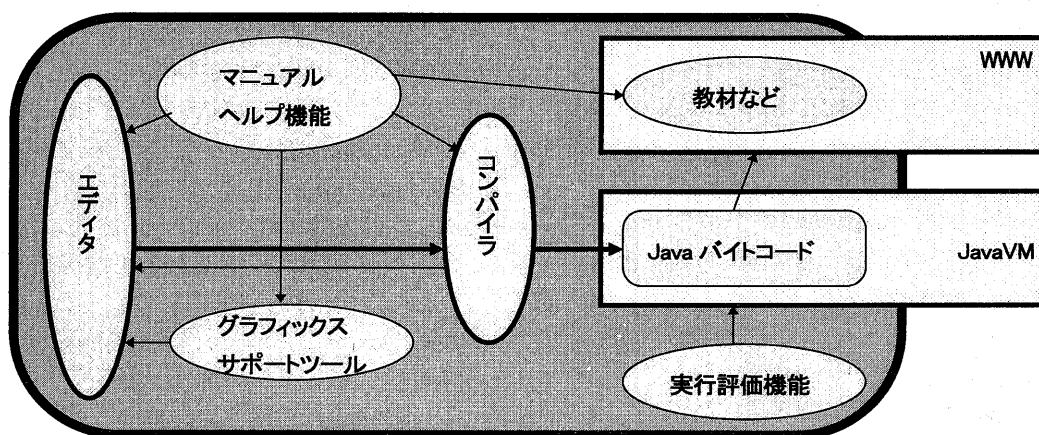 マニュアル
ヘルプ機能
WWW
教材など
エディタ
コンパイラ
Java バイトコード
JavaVM
グラフィックス
サポートツール
実行評価機能